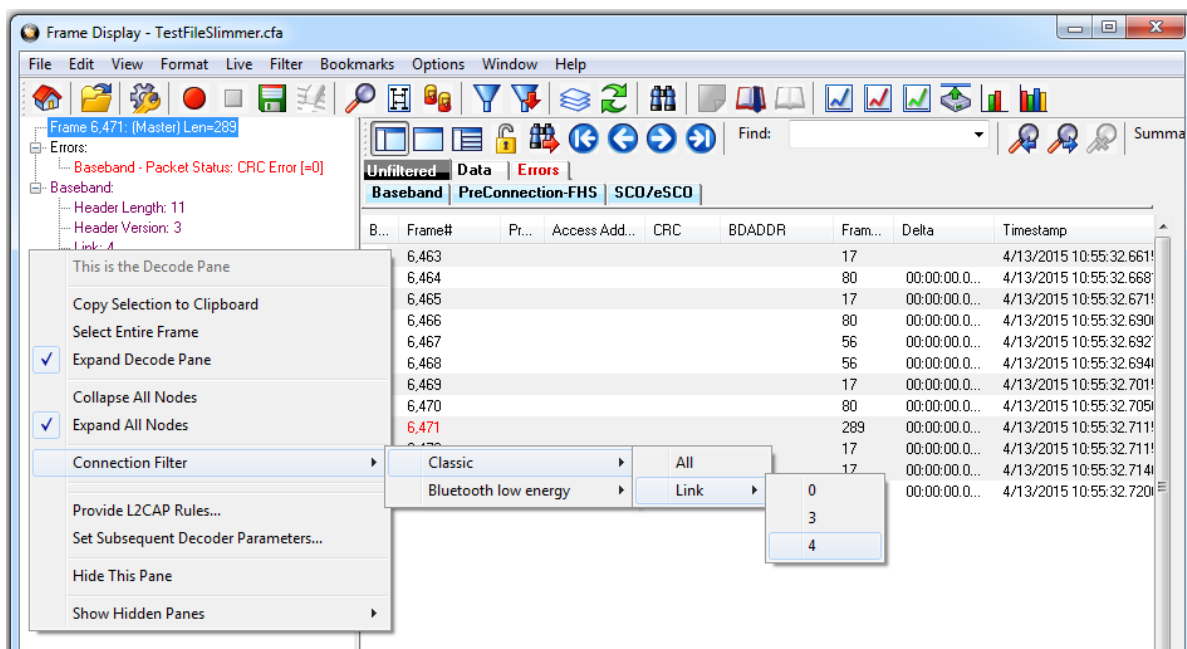 Frame Display - TestFileSlimmer.cfa
File Edit View Format Live Filter Bookmarks Options Window Help
Frame 6,471: (Master) Len=289
Errors:
Baseband - Packet Status: CRC Error [=0]
Baseband:
Header Length: 11
Header Version: 3
Link: 4
This is the Decode Pane
Copy Selection to Clipboard
Select Entire Frame
Expand Decode Pane
Collapse All Nodes
Expand All Nodes
Connection Filter
Provide L2CAP Rules...
Set Subsequent Decoder Parameters...
Hide This Pane
Show Hidden Panes
Classic
Bluetooth low energy
All
Link
0
3
4
Find: Summa
Unfiltered Data Errors
Baseband PreConnection-FHS SCO/eSCO
B... Frame# Pr... Access Add... CRC BDADDR Fram... Delta Timestamp
6,463 17 4/13/2015 10:55:32.661
6,464 80 00:00:00.0... 4/13/2015 10:55:32.668
6,465 17 00:00:00.0... 4/13/2015 10:55:32.671
6,466 80 00:00:00.0... 4/13/2015 10:55:32.690
6,467 56 00:00:00.0... 4/13/2015 10:55:32.692
6,468 56 00:00:00.0... 4/13/2015 10:55:32.694
6,469 17 00:00:00.0... 4/13/2015 10:55:32.701
6,470 80 00:00:00.0... 4/13/2015 10:55:32.705
6,471 289 00:00:00.0... 4/13/2015 10:55:32.711
17 00:00:00.0... 4/13/2015 10:55:32.711
17 00:00:00.0... 4/13/2015 10:55:32.714
00:00:00.0... 4/13/2015 10:55:32.720